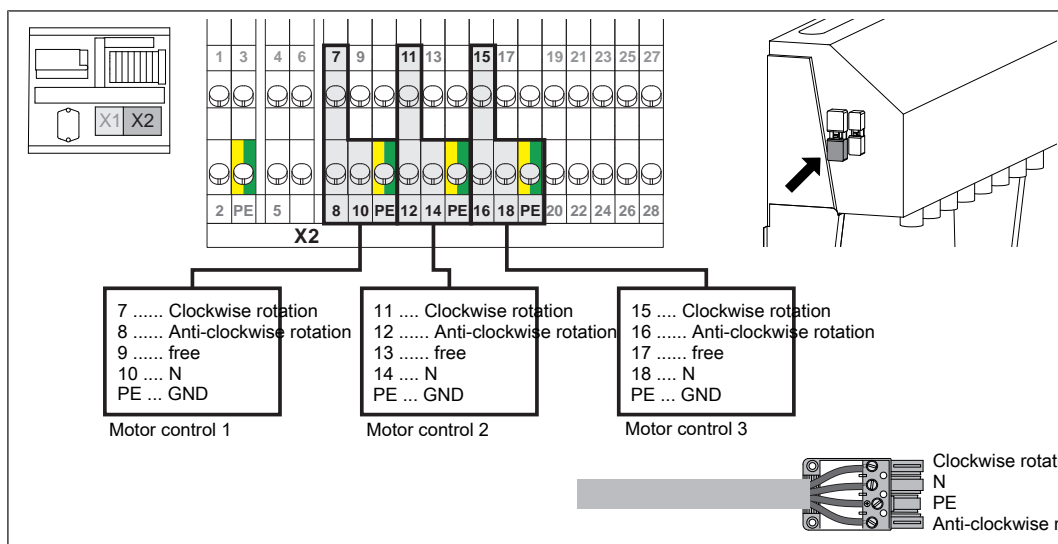 X1 X2
1 3 4 6 7 9 11 13 15 17 19 21 23 25 27
2 PE 5 8 10 PE 12 14 PE 16 18 PE 20 22 24 26 28
X2
7 ...... Clockwise rotation
8 ...... Anti-clockwise rotation
9 ...... free
10 .... N
PE ... GND
Motor control 1
11 .... Clockwise rotation
12 ..... Anti-clockwise rotation
13 ...... free
14 .... N
PE ... GND
Motor control 2
15 .... Clockwise rotation
16 ..... Anti-clockwise rotation
17 ...... free
18 .... N
PE ... GND
Motor control 3
Clockwise rotat
N
PE
Anti-clockwise r